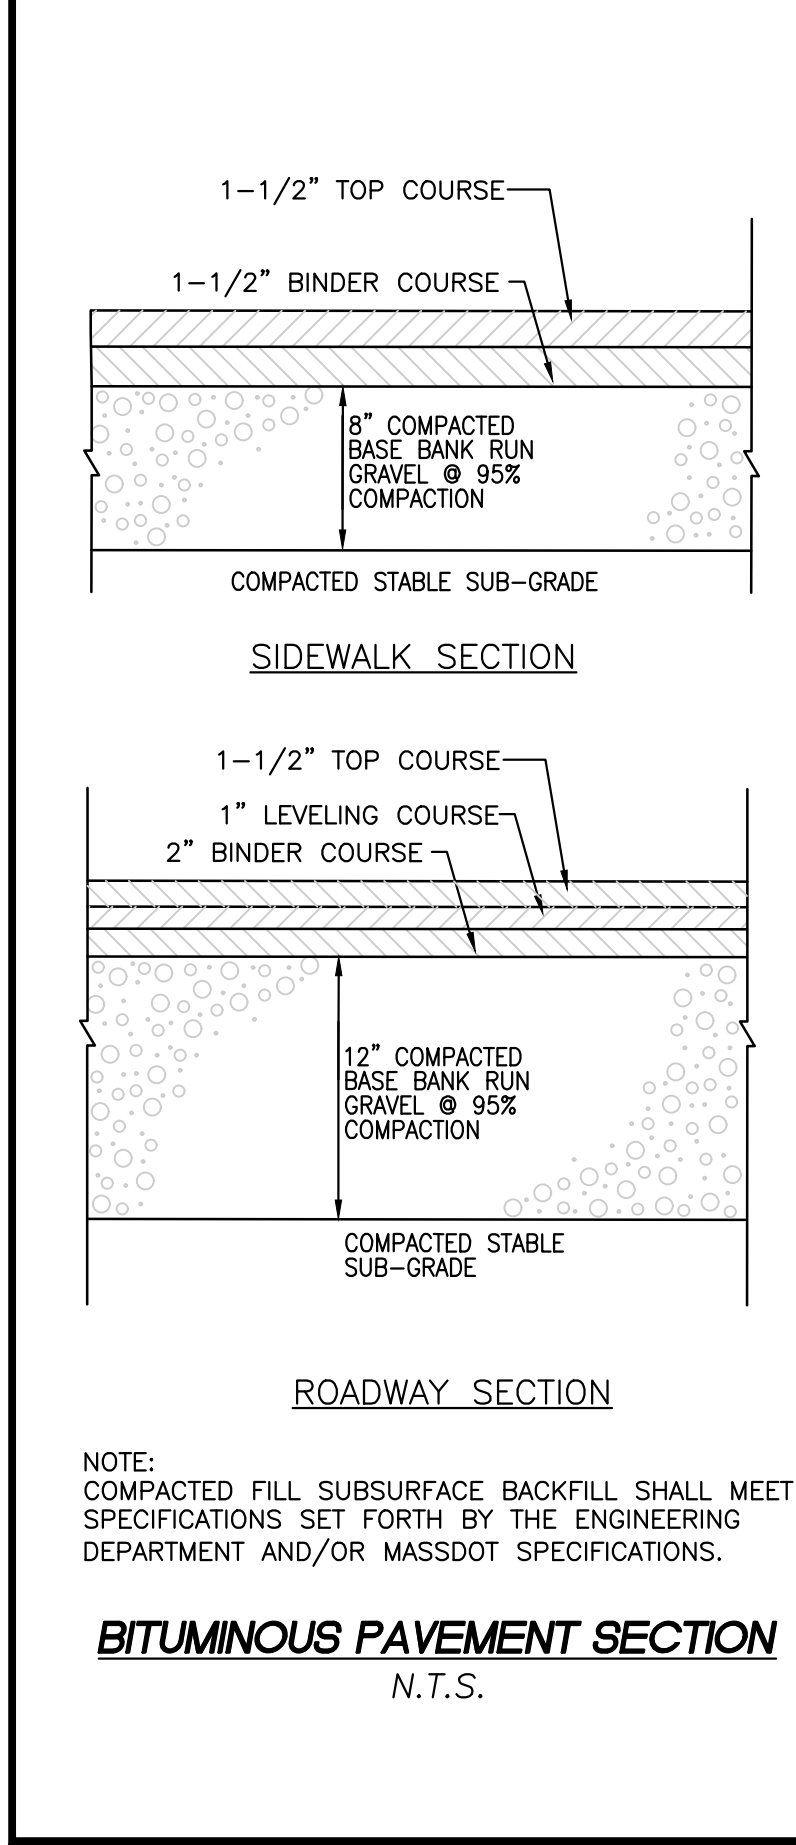 1-1/2" TOP COURSE
1-1/2" BINDER COURSE
8" COMPACTED
BASE BANK RUN
GRAVEL @ 95%
COMPACTION
COMPACTED STABLE SUB-GRADE
SIDEWALK SECTION
1-1/2" TOP COURSE
1" LEVELING COURSE
2" BINDER COURSE
12" COMPACTED
BASE BANK RUN
GRAVEL @ 95%
COMPACTION
COMPACTED STABLE
SUB-GRADE
ROADWAY SECTION
NOTE:
COMPACTED FILL SUBSURFACE BACKFILL SHALL MEET
SPECIFICATIONS SET FORTH BY THE ENGINEERING
DEPARTMENT AND/OR MASSDOT SPECIFICATIONS.
BITUMINOUS PAVEMENT SECTION
N.T.S.